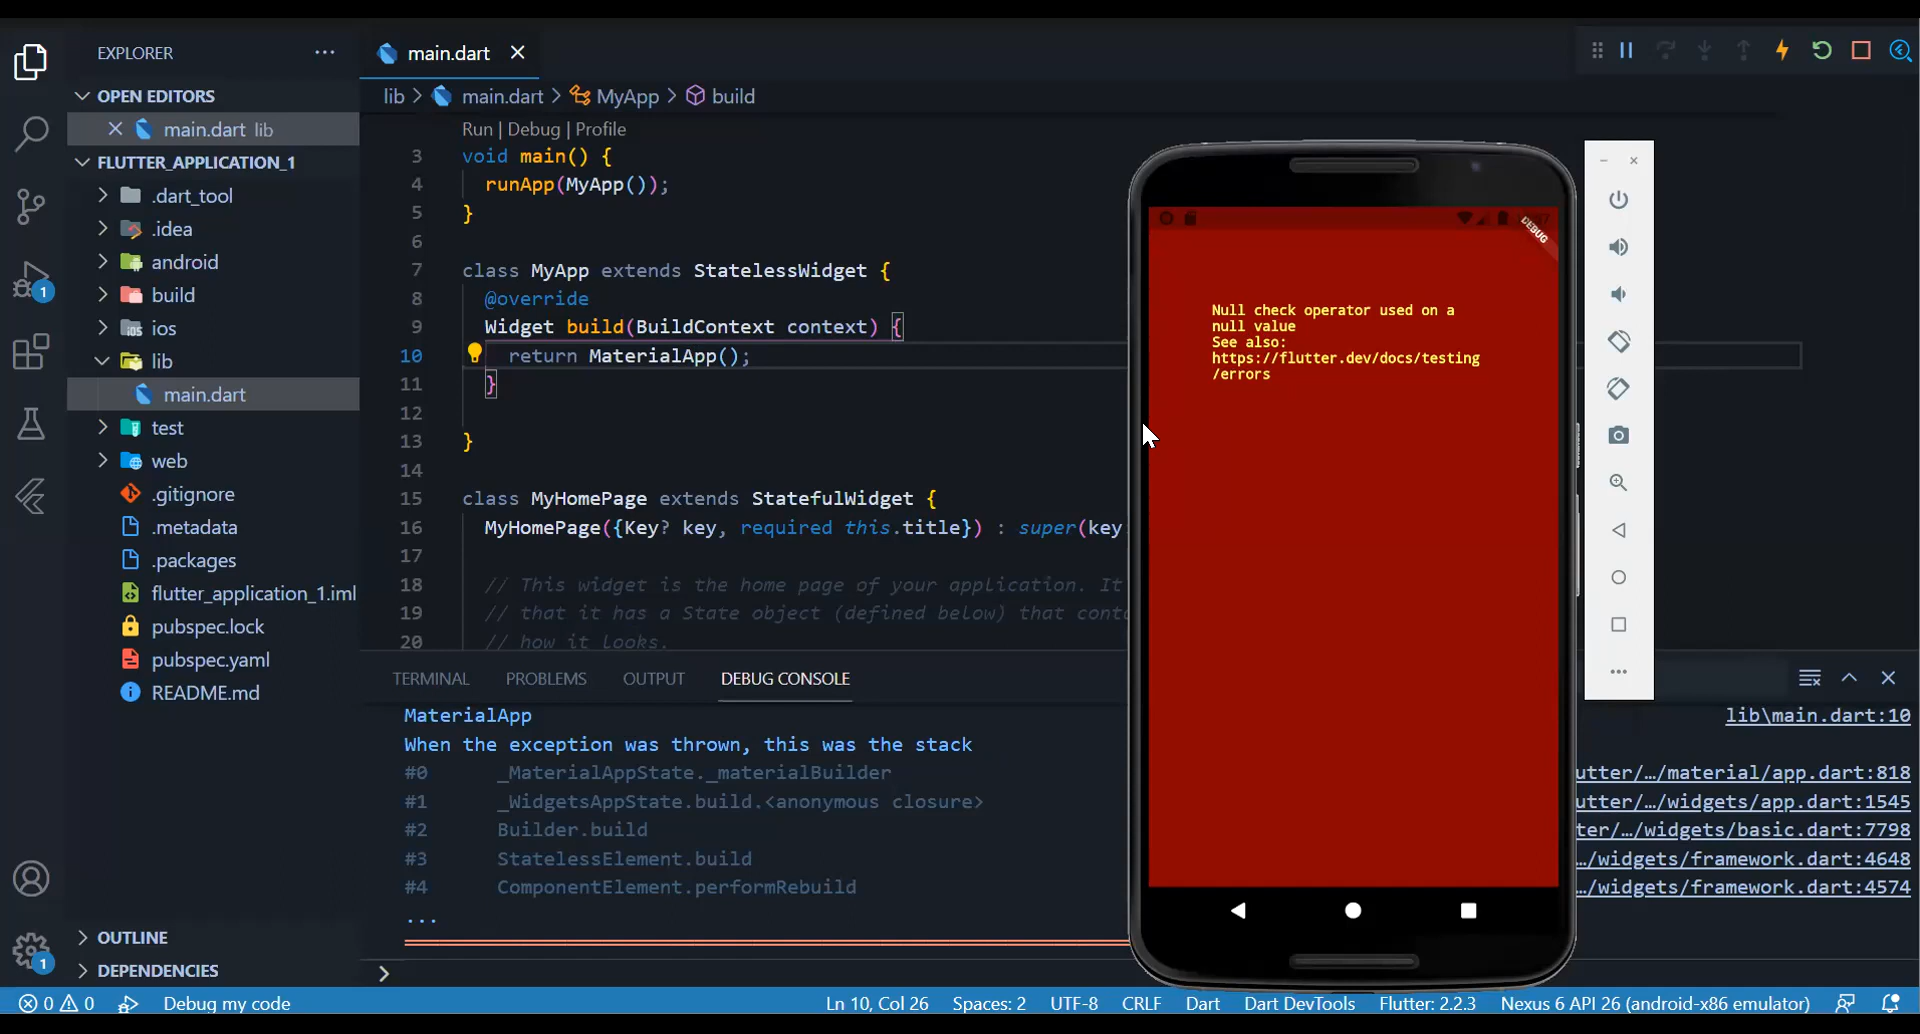 EXPLORER
OPEN EDITORS
main.dart lib
FLUTTER_APPLICATION_1
.dart_tool
.idea
android
build
ios
lib
main.dart
test
web
.gitignore
.metadata
.packages
flutter_application_1.iml
pubspec.lock
pubspec.yaml
README.md
OUTLINE
DEPENDENCIES
1
1
main.dart
lib > main.dart > MyApp > build
Run | Debug | Profile
3 void main() {
4 runApp(MyApp());
5 }
6
7 class MyApp extends StatelessWidget {
8 @override
9 Widget build(BuildContext context) {
10 return MaterialApp();
11 }
12
13 }
14
15 class MyHomePage extends StatefulWidget {
16 MyHomePage({Key? key, required this.title}) : super(key
17
18 // This widget is the home page of your application. It
19 // that it has a State object (defined below) that conta
20 // how it looks.
DEBUG
Null check operator used on a
null value
See also:
https://flutter.dev/docs/testing
/errors
TERMINAL PROBLEMS OUTPUT DEBUG CONSOLE
MaterialApp lib\main.dart:10
When the exception was thrown, this was the stack
#0 _MaterialAppState._materialBuilder utter/…/material/app.dart:818
#1 _WidgetsAppState.build.<anonymous closure> utter/…/widgets/app.dart:1545
#2 Builder.build ter/…/widgets/basic.dart:7798
#3 StatelessElement.build …/widgets/framework.dart:4648
#4 ComponentElement.performRebuild …/widgets/framework.dart:4574
...
>
0 0 Debug my code Ln 10, Col 26 Spaces: 2 UTF-8 CRLF Dart Dart DevTools Flutter: 2.2.3 Nexus 6 API 26 (android-x86 emulator)